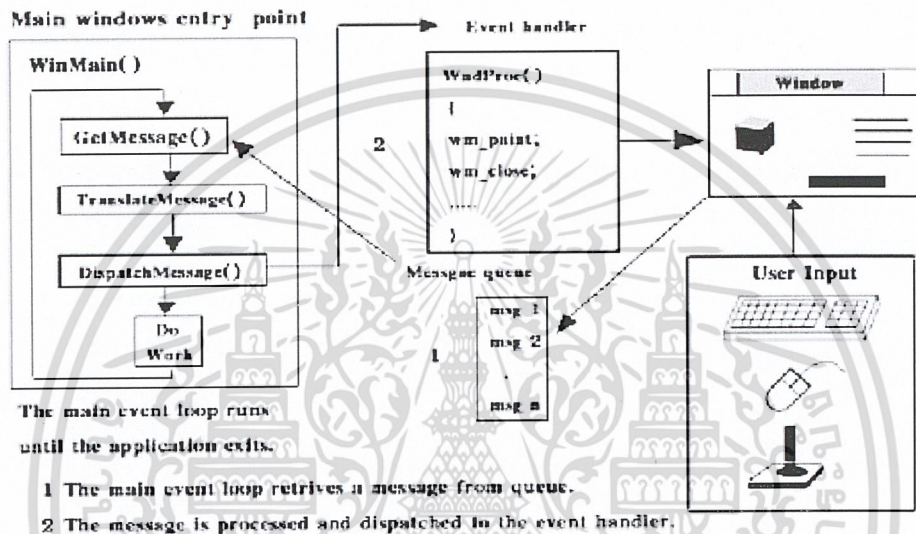 Main windows entry point
WinMain()
GetMessage()
TranslateMessage()
DispatchMessage()
Do
Work
The main event loop runs
until the application exits.
Event handler
2
WndProc()
{
wm_paint;
wm_close;
.....
}
Window
Message queue
1
msg 1
msg 2
.
msg n
User Input
1 The main event loop retrives a message from queue.
2 The message is processed and dispatched to the event handler.